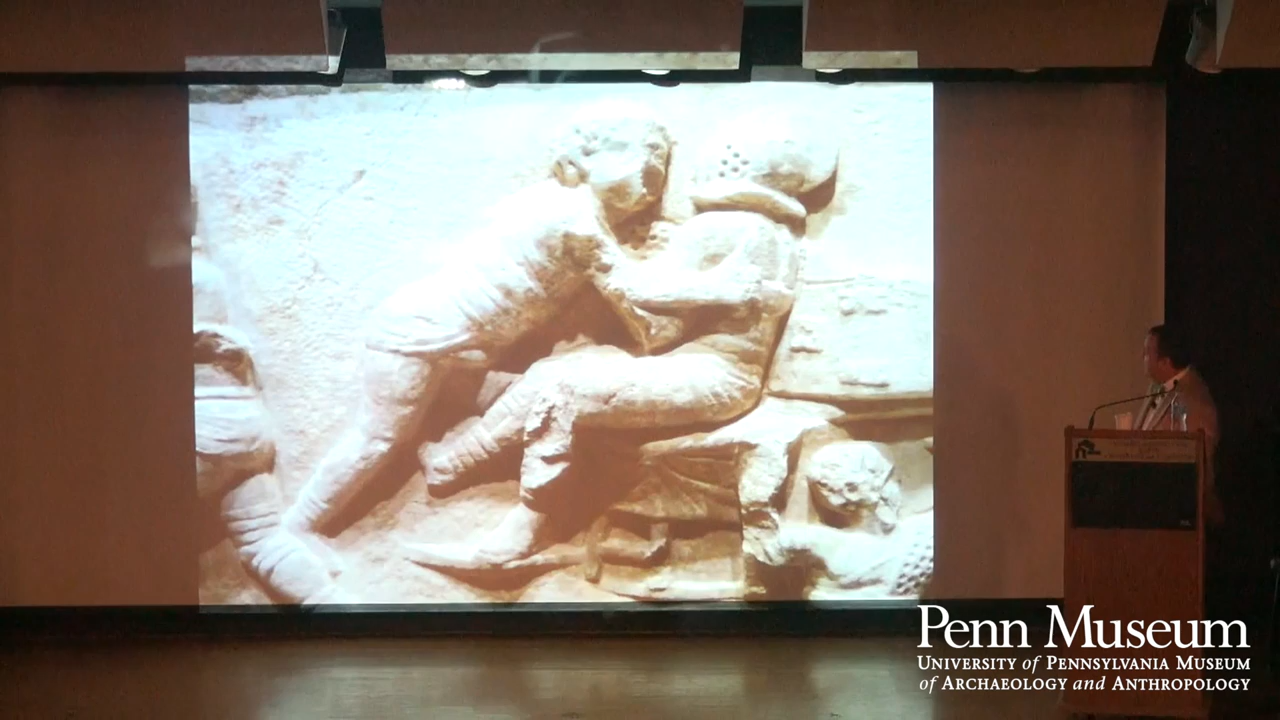 Penn Museum
University of Pennsylvania Museum
of Archaeology and Anthropology